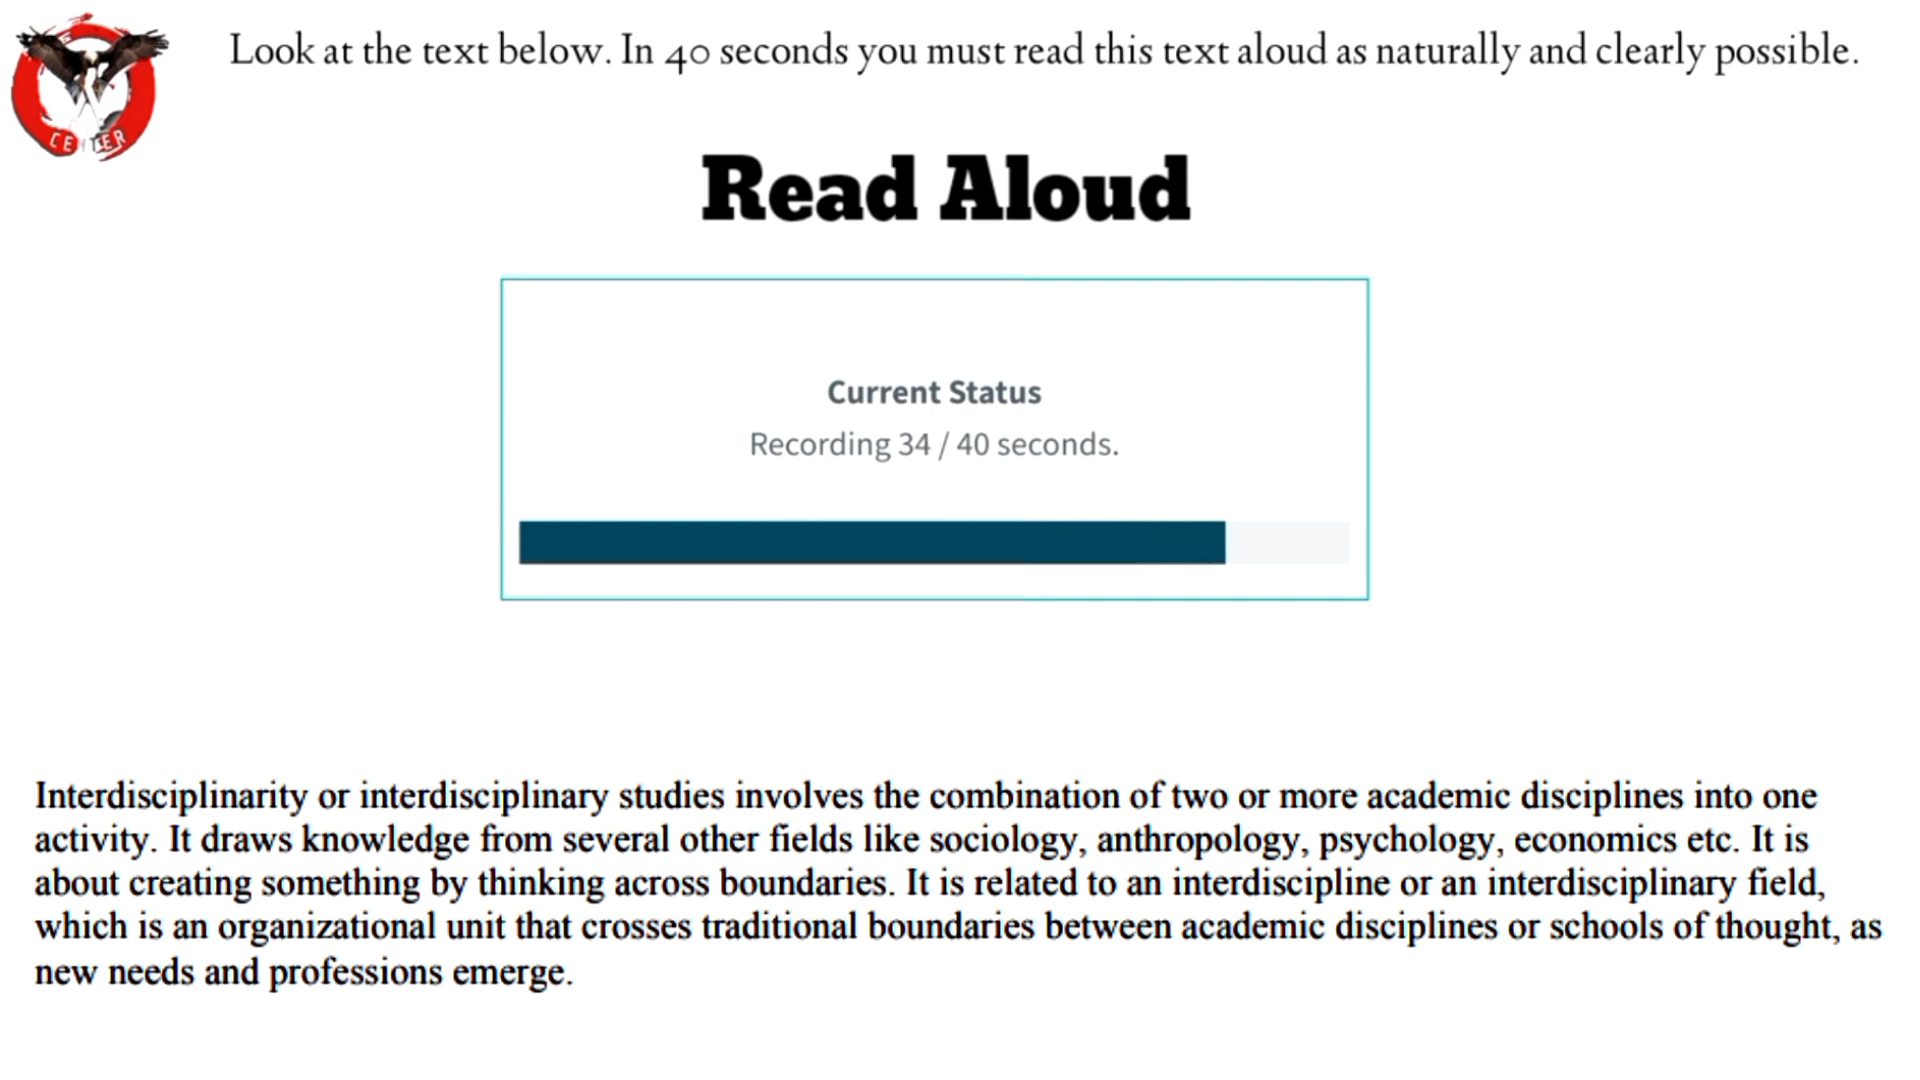 Look at the text below. In 40 seconds you must read this text aloud as naturally and clearly possible.
CENTER
Read Aloud
Current Status
Recording 34 / 40 seconds.
Interdisciplinarity or interdisciplinary studies involves the combination of two or more academic disciplines into one
activity. It draws knowledge from several other fields like sociology, anthropology, psychology, economics etc. It is
about creating something by thinking across boundaries. It is related to an interdiscipline or an interdisciplinary field,
which is an organizational unit that crosses traditional boundaries between academic disciplines or schools of thought, as
new needs and professions emerge.